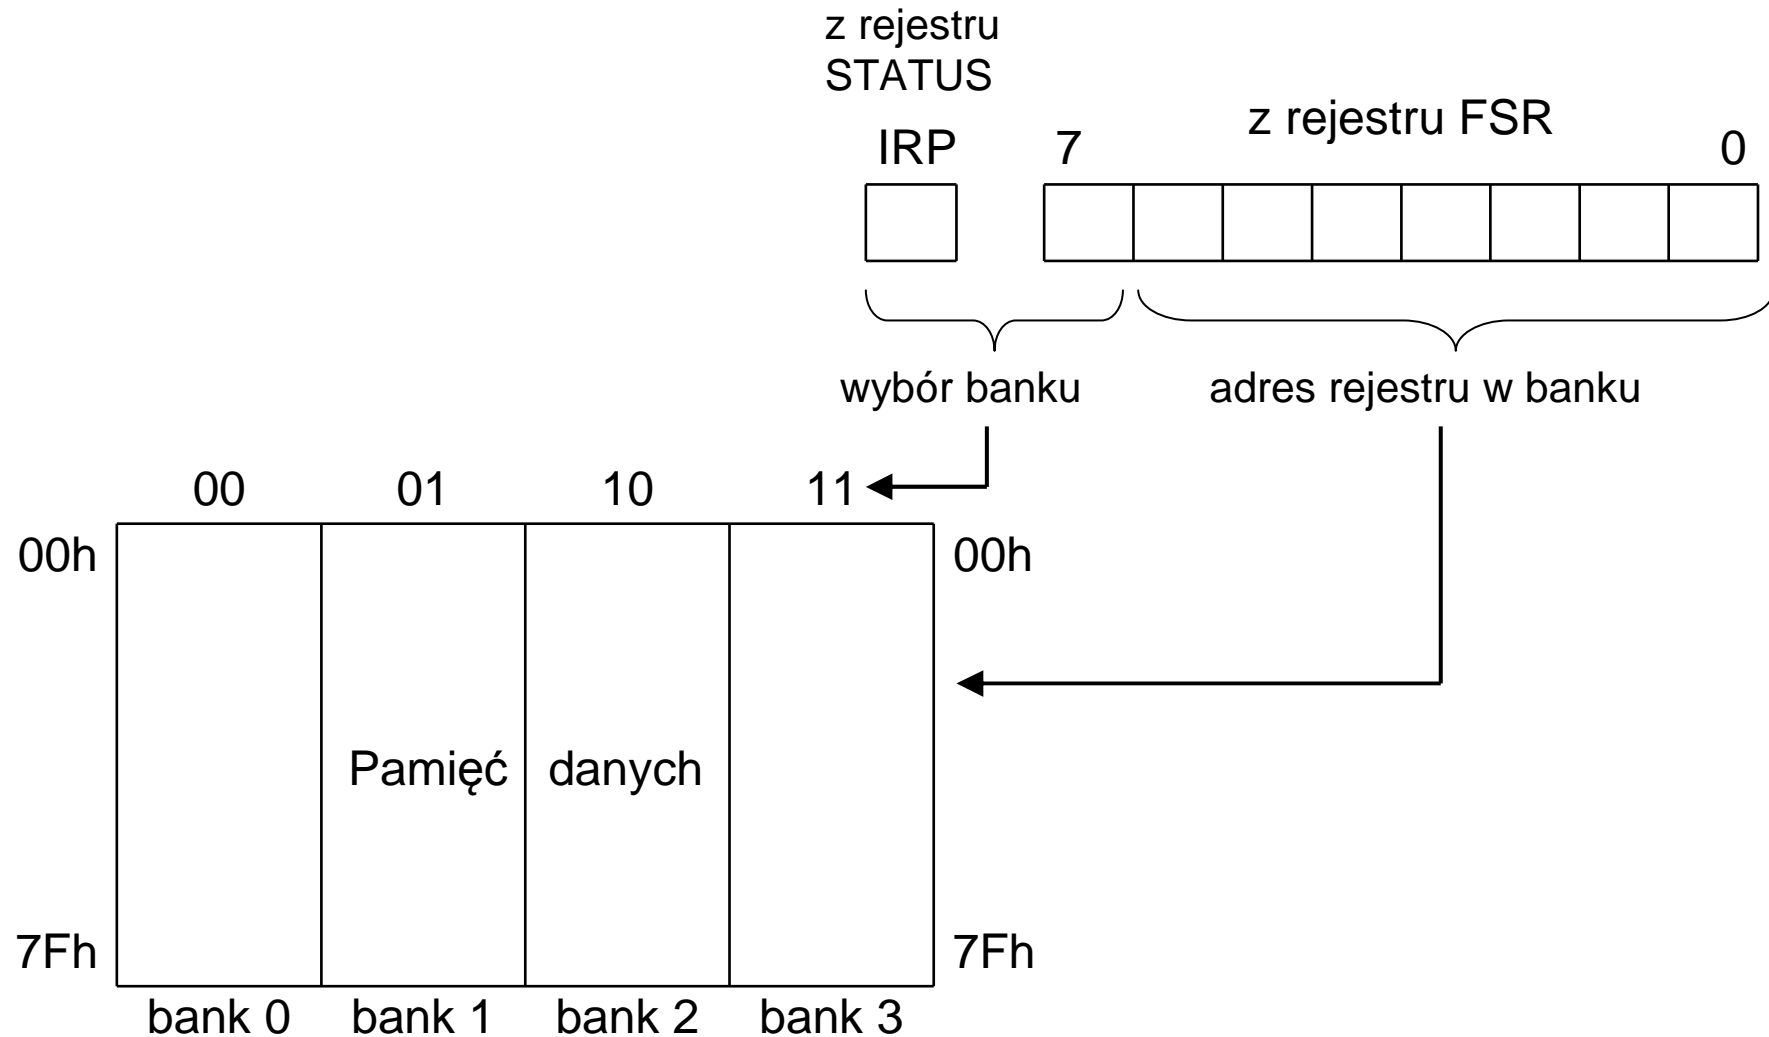 z rejestru
STATUS
IRP
7
z rejestru FSR
0
wybór banku
adres rejestru w banku
00 01 10 11
00h 00h
Pamięć danych
7Fh 7Fh
bank 0 bank 1 bank 2 bank 3